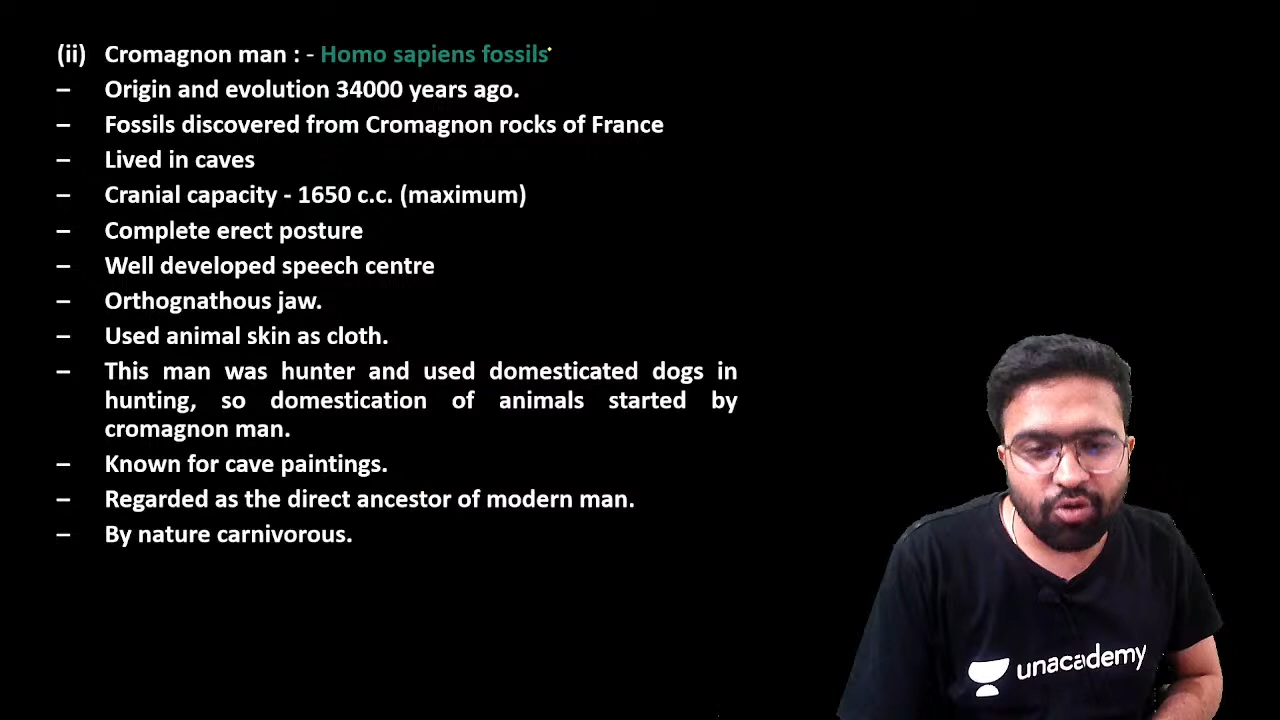 (ii) Cromagnon man : - Homo sapiens fossils
– Origin and evolution 34000 years ago.
– Fossils discovered from Cromagnon rocks of France
– Lived in caves
– Cranial capacity - 1650 c.c. (maximum)
– Complete erect posture
– Well developed speech centre
– Orthognathous jaw.
– Used animal skin as cloth.
– This man was hunter and used domesticated dogs in
hunting, so domestication of animals started by
cromagnon man.
– Known for cave paintings.
– Regarded as the direct ancestor of modern man.
– By nature carnivorous.
unacademy